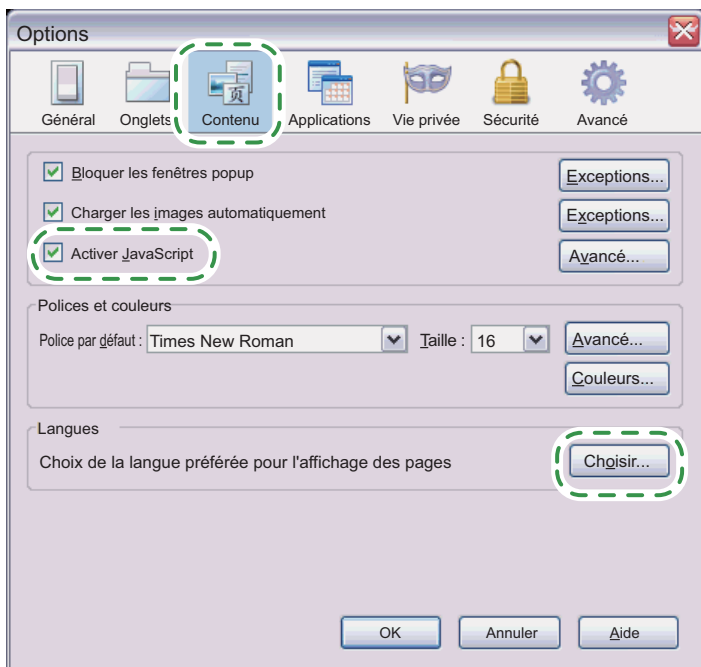 Options
Général Onglets Contenu Applications Vie privée Sécurité Avancé
页
Bloquer les fenêtres popup Exceptions...
Charger les images automatiquement Exceptions...
Activer JavaScript Avancé...
Polices et couleurs
Police par défaut : Times New Roman Taille : 16 Avancé...
Couleurs...
Langues
Choix de la langue préférée pour l'affichage des pages Choisir...
OK Annuler Aide